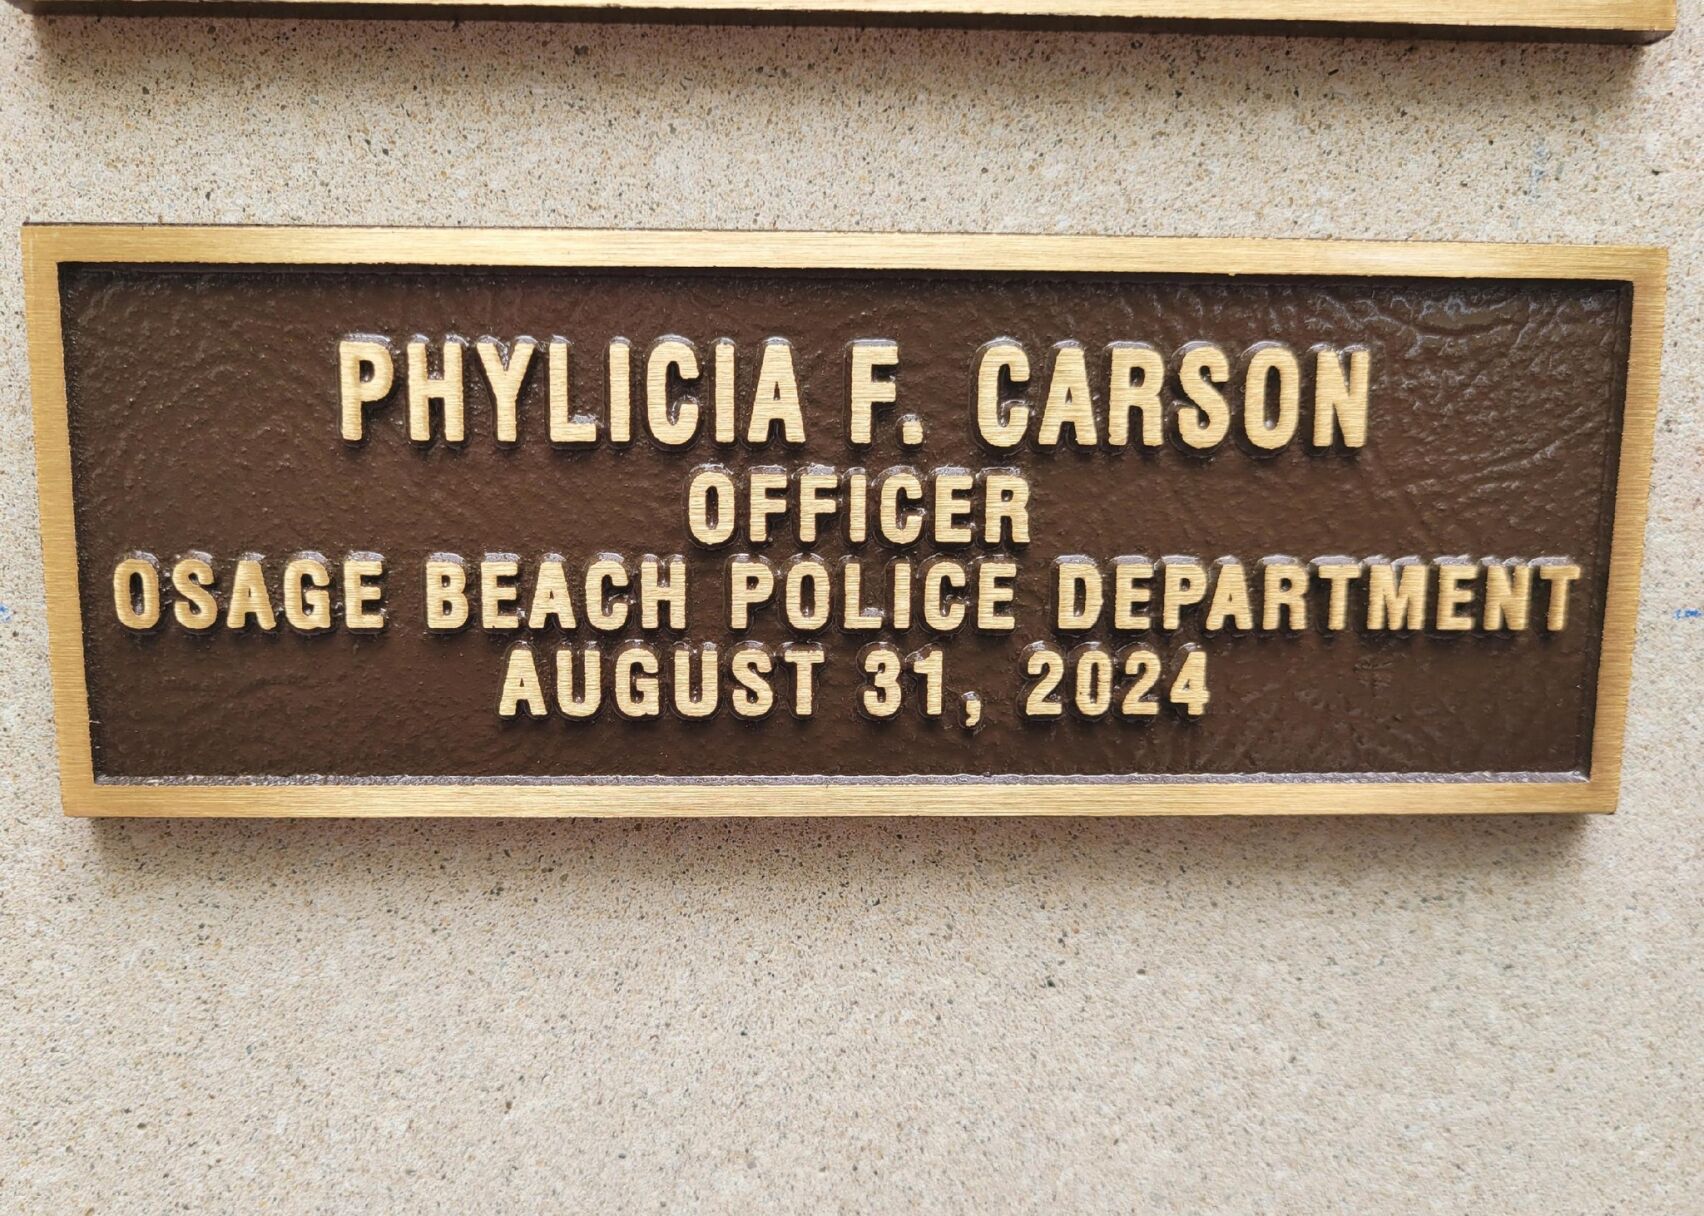 PHYLICIA F. CARSON
OFFICER
OSAGE BEACH POLICE DEPARTMENT
AUGUST 31, 2024